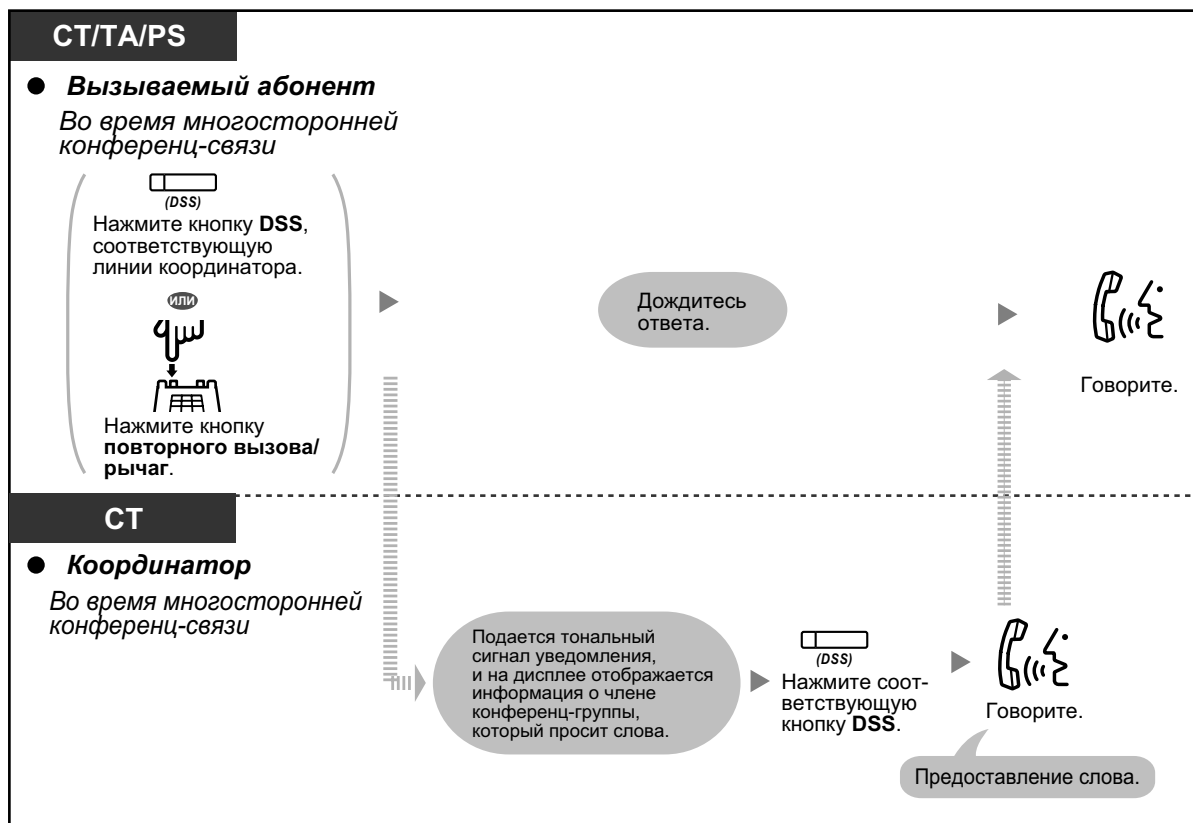 CT/TA/PS
● Вызываемый абонент
Во время многосторонней
конференц-связи
(DSS)
Нажмите кнопку DSS,
соответствующую
линии координатора.
ИЛИ
Нажмите кнопку
повторного вызова/
рычаг.
Дождитесь
ответа.
Говорите.
CT
● Координатор
Во время многосторонней
конференц-связи
Подается тональный
сигнал уведомления,
и на дисплее отображается
информация о члене
конференц-группы,
который просит слова.
(DSS)
Нажмите соот-
ветствующую
кнопку DSS.
Говорите.
Предоставление слова.